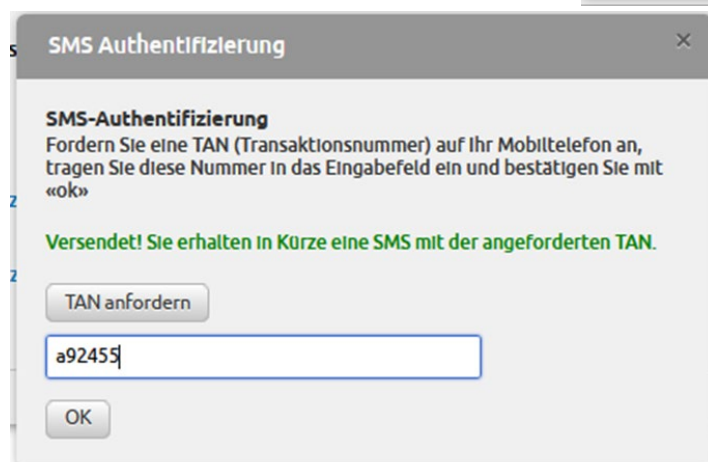 SMS Authentifizierung
×
SMS-Authentifizierung
Fordern Sie eine TAN (Transaktionsnummer) auf Ihr Mobiltelefon an,
tragen Sie diese Nummer in das Eingabefeld ein und bestätigen Sie mit
«ok»
Versendet! Sie erhalten in Kürze eine SMS mit der angeforderten TAN.
TAN anfordern
a92455
OK